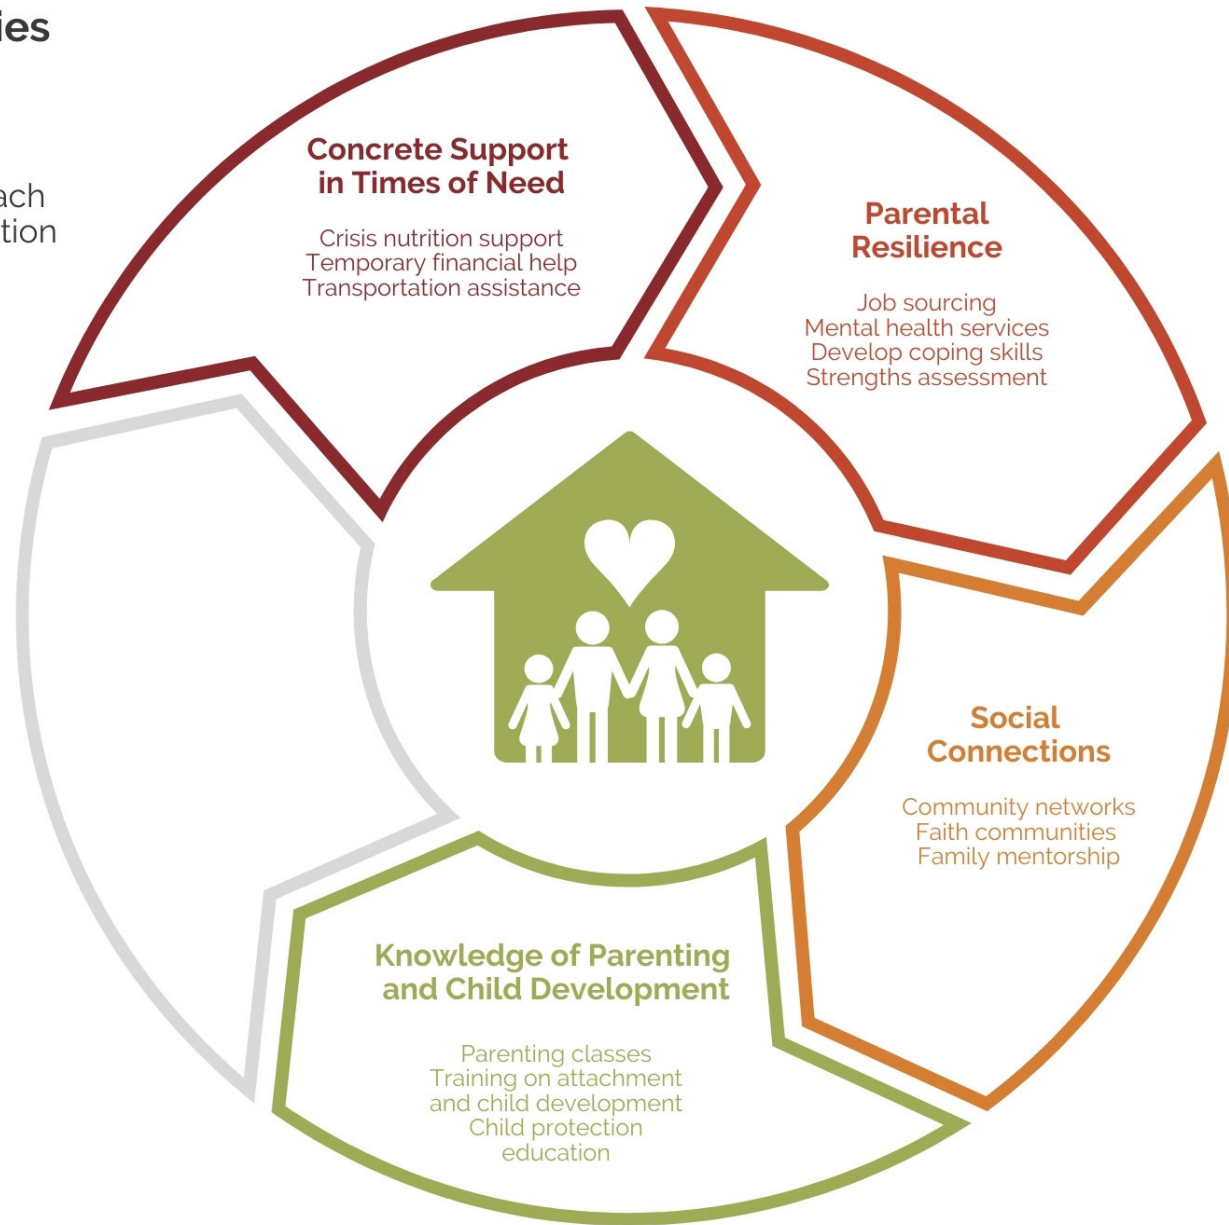 ies
ach
tion
Concrete Support
in Times of Need
Crisis nutrition support
Temporary financial help
Transportation assistance
Parental
Resilience
Job sourcing
Mental health services
Develop coping skills
Strengths assessment
Social
Connections
Community networks
Faith communities
Family mentorship
Knowledge of Parenting
and Child Development
Parenting classes
Training on attachment
and child development
Child protection
education